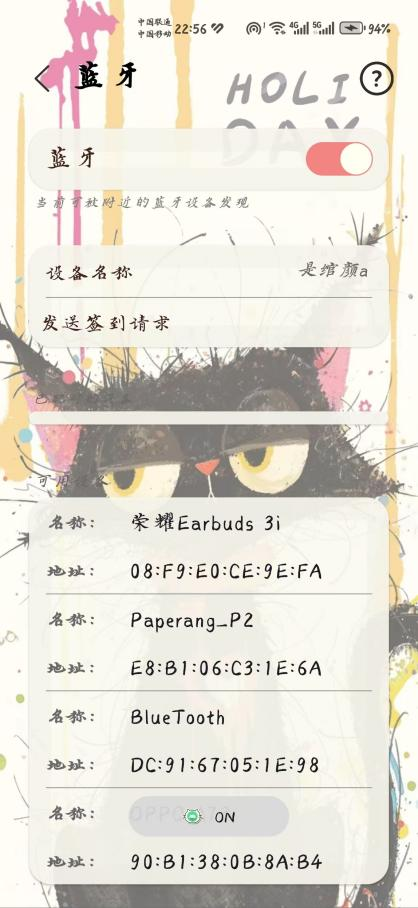 中国联通
中国移动
22:56
4G 5G
94%
HOLI
DAY
蓝牙
?
蓝牙
当前可被附近的蓝牙设备发现
设备名称 是绾颜a
发送签到请求
可用设备
名称: 荣耀Earbuds 3i
地址: 08:F9:E0:CE:9E:FA
名称: Paperang_P2
地址: E8:B1:06:C3:1E:6A
名称: BlueTooth
地址: DC:91:67:05:1E:98
名称:
ON
地址: 90:B1:38:0B:8A:B4